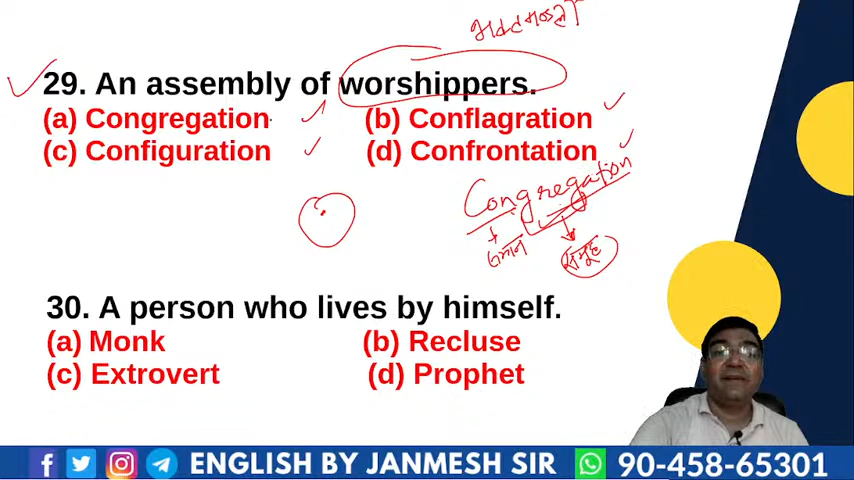 29. An assembly of worshippers.
(a) Congregation (b) Conflagration
(c) Configuration (d) Confrontation
Congregation
समूह
30. A person who lives by himself.
(a) Monk (b) Recluse
(c) Extrovert (d) Prophet
ENGLISH BY JANMESH SIR 90-458-65301